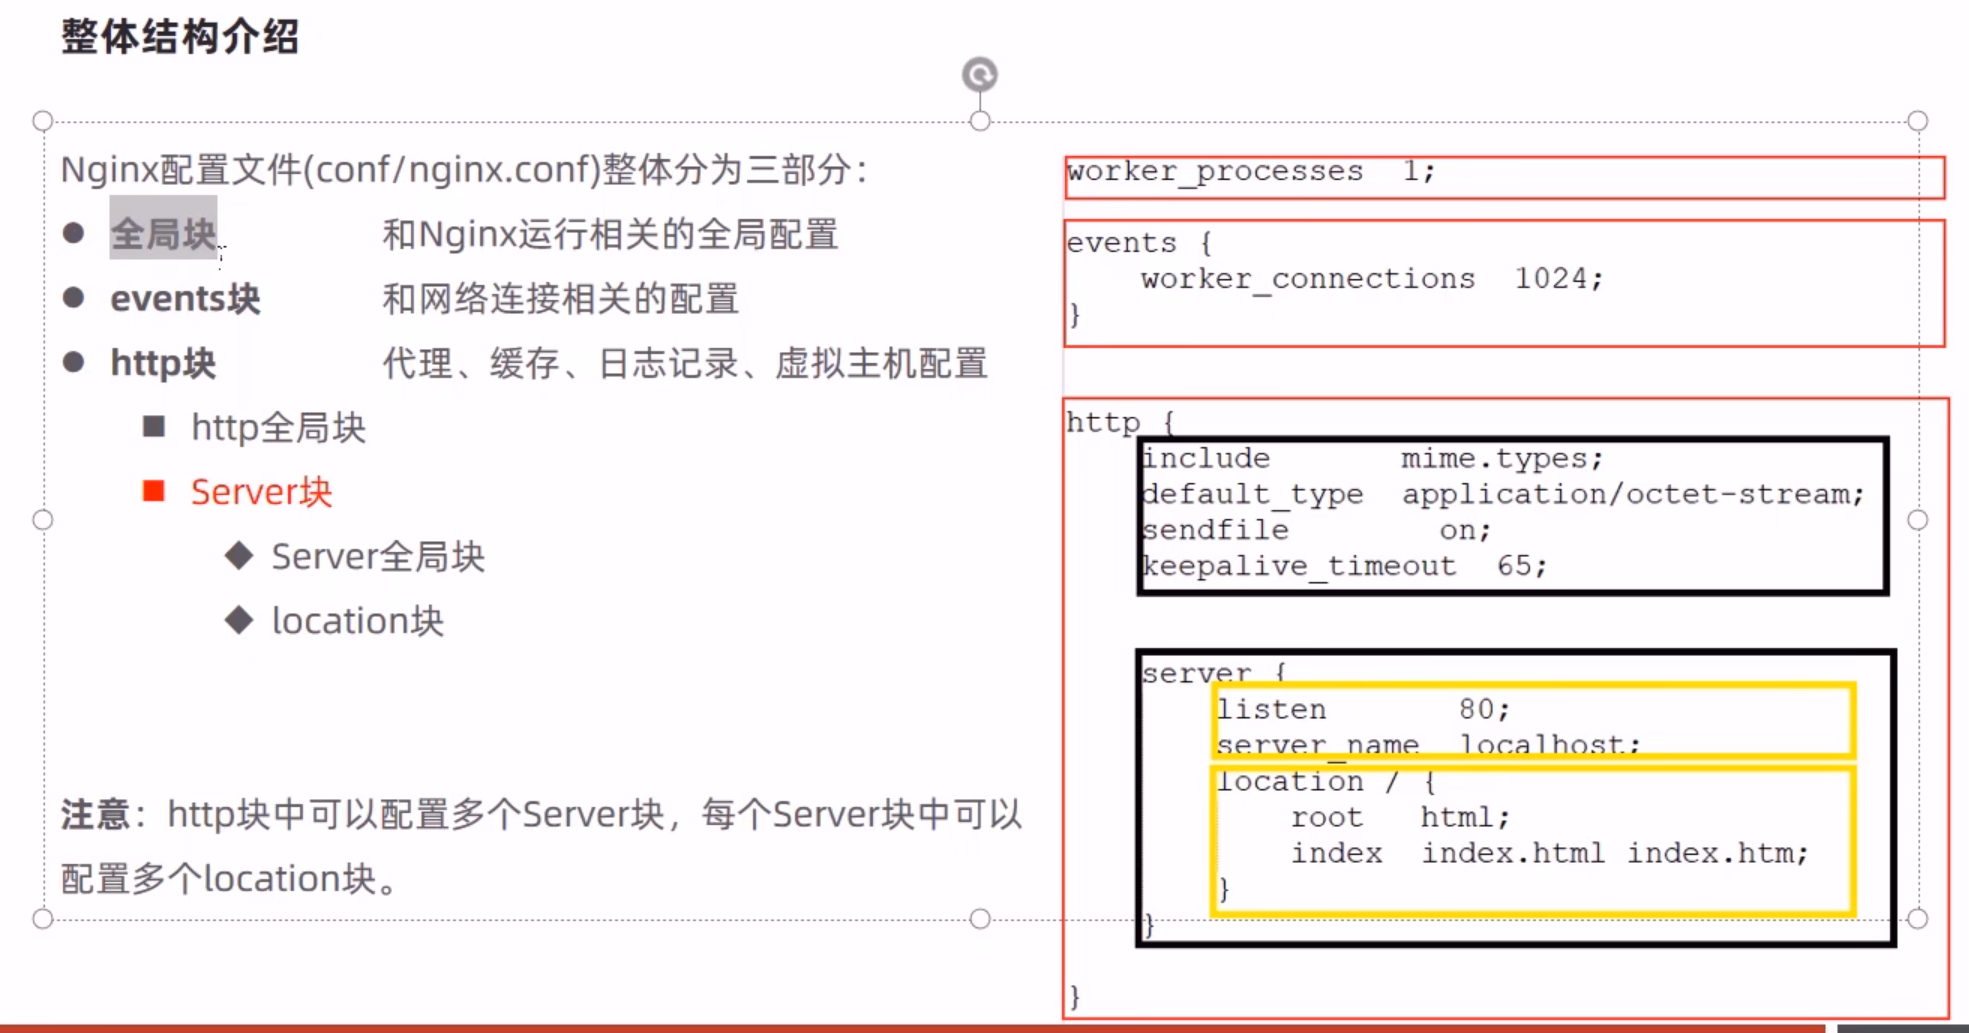 整体结构介绍
Nginx配置文件(conf/nginx.conf)整体分为三部分：
● 全局块 和Nginx运行相关的全局配置
● events块 和网络连接相关的配置
● http块 代理、缓存、日志记录、虚拟主机配置
■ http全局块
■ Server块
◆ Server全局块
◆ location块
注意：http块中可以配置多个Server块，每个Server块中可以
配置多个location块。
worker_processes  1;
events {
    worker_connections  1024;
}
http {
    include       mime.types;
    default_type  application/octet-stream;
    sendfile        on;
    keepalive_timeout  65;
    server {
        listen       80;
        server_name  localhost;
        location / {
            root   html;
            index  index.html index.htm;
        }
    }
}